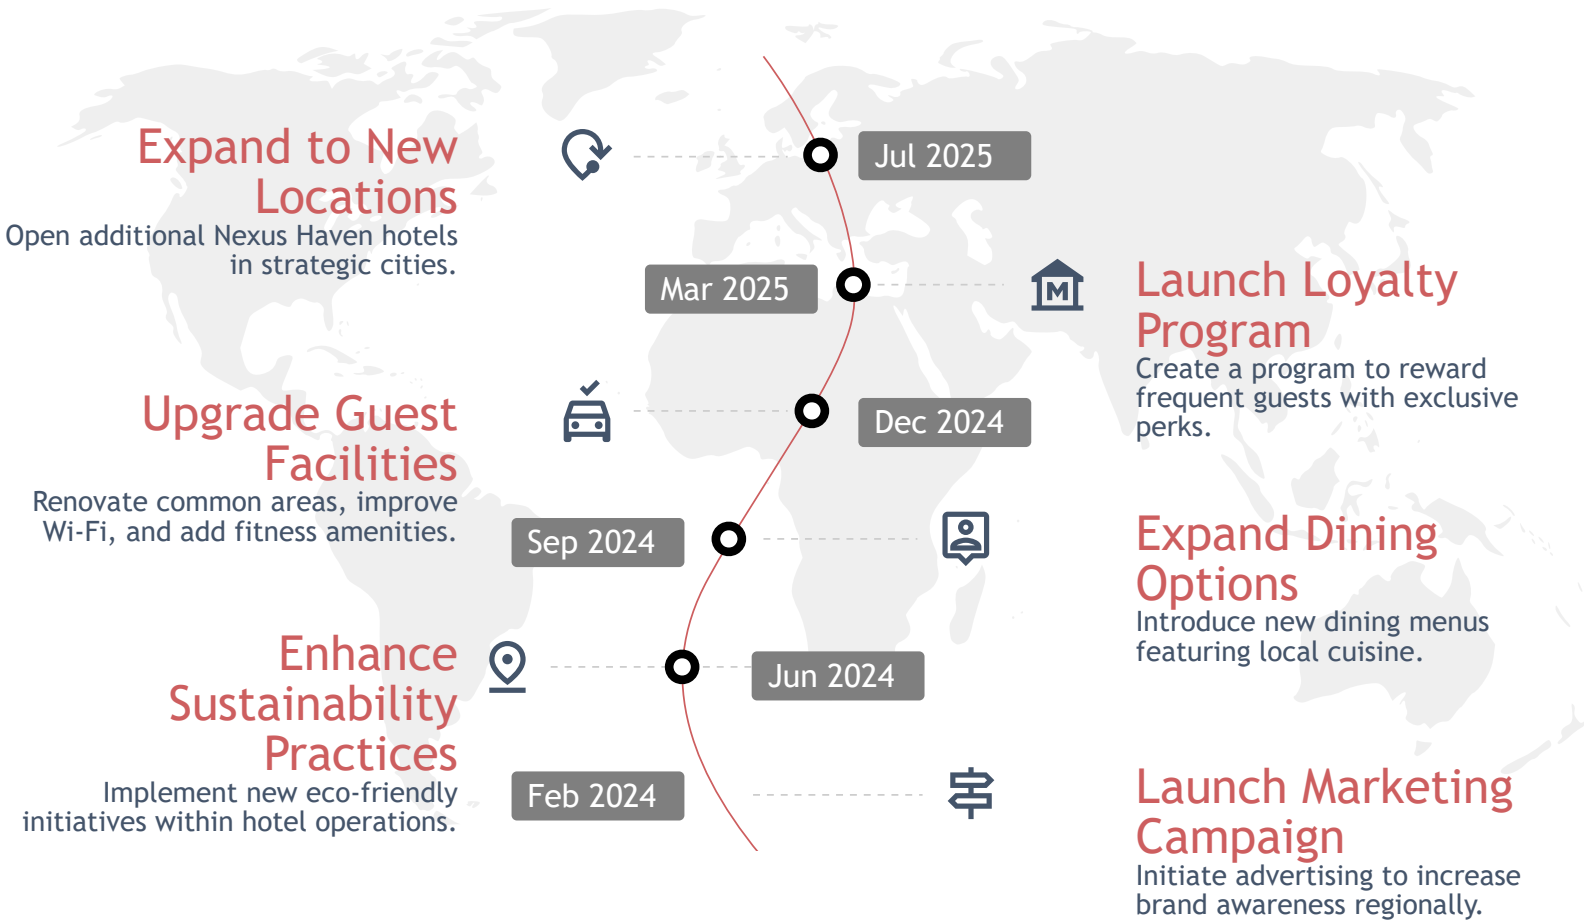 Expand to New
Locations
Open additional Nexus Haven hotels
in strategic cities.
Jul 2025
Mar 2025
Launch Loyalty
Program
Create a program to reward
frequent guests with exclusive
perks.
Upgrade Guest
Facilities
Renovate common areas, improve
Wi-Fi, and add fitness amenities.
Dec 2024
Sep 2024
Expand Dining
Options
Introduce new dining menus
featuring local cuisine.
Enhance
Sustainability
Practices
Implement new eco-friendly
initiatives within hotel operations.
Jun 2024
Feb 2024
Launch Marketing
Campaign
Initiate advertising to increase
brand awareness regionally.
M